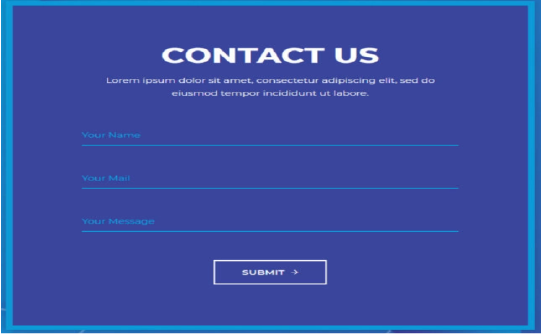 CONTACT US
Lorem ipsum dolor sit amet, consectetur adipiscing elit, sed do
eiusmod tempor incididunt ut labore.
Your Name
Your Mail
Your Message
SUBMIT →